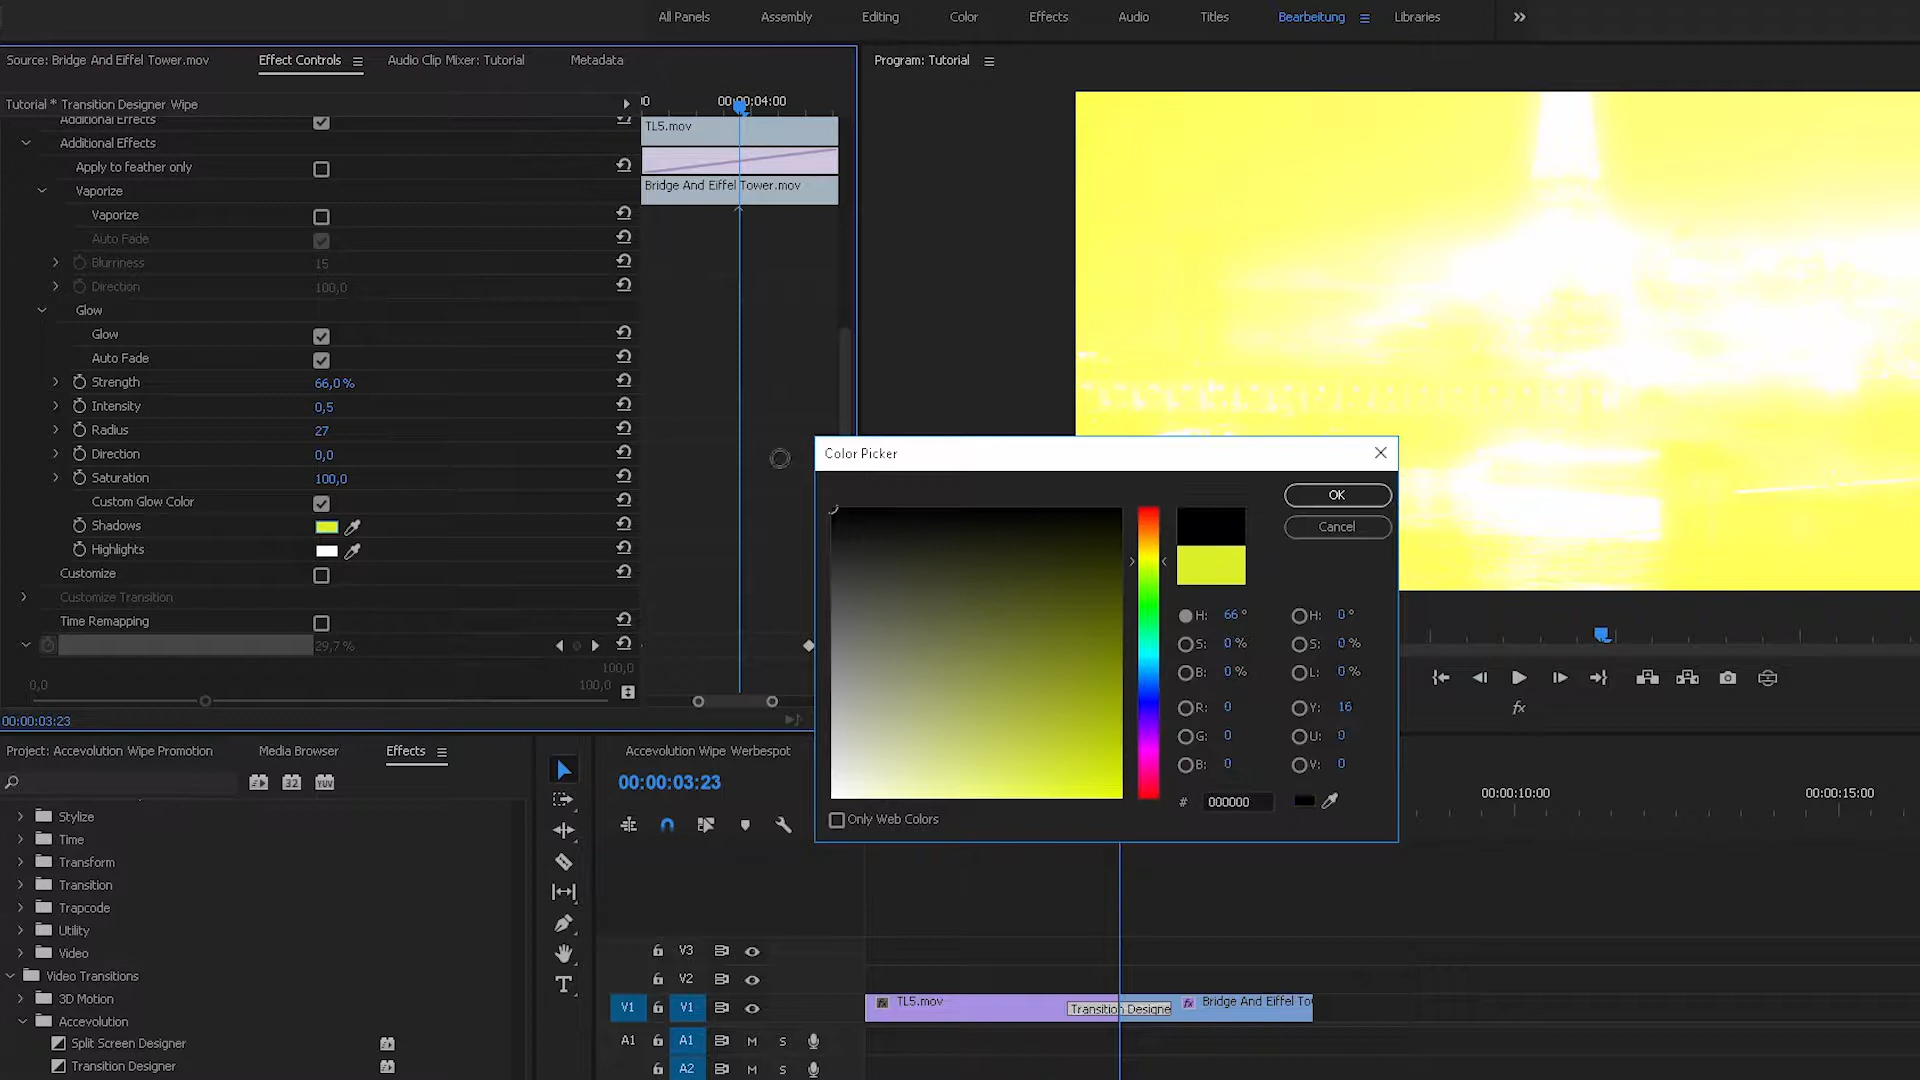 All Panels Assembly Editing Color Effects Audio Titles Bearbeitung Libraries
Source: Bridge And Eiffel Tower.mov Effect Controls Audio Clip Mixer: Tutorial Metadata
Program: Tutorial
Tutorial * Transition Designer Wipe
00:00:04:00
Additional Effects
TL5.mov
Additional Effects
Apply to feather only
Bridge And Eiffel Tower.mov
Vaporize
Vaporize
Auto Fade
Blurriness 15
Direction 100,0
Glow
Glow
Auto Fade
Strength 66,0 %
Intensity 0,5
Radius 27
Direction 0,0
Saturation 100,0
Custom Glow Color
Shadows
Highlights
Customize
Customize Transition
Time Remapping
29,7 %
100,0
0,0 100,0
00:00:03:23
Color Picker
OK
Cancel
H: 66 ° H: 0 °
S: 0 % S: 0 %
B: 0 % L: 0 %
R: 0 Y: 16
G: 0 U: 0
B: 0 V: 0
# 000000
Only Web Colors
fx
Project: Accevolution Wipe Promotion Media Browser Effects
32 YUV
Stylize
Time
Transform
Transition
Trapcode
Utility
Video
Video Transitions
3D Motion
Accevolution
Split Screen Designer
Transition Designer
Accevolution Wipe Werbespot
00:00:03:23
00:00:10:00 00:00:15:00
V3
V2
V1 V1
fx TL5.mov Transition Designe fx Bridge And Eiffel To
A1 A1 M S
A2 M S